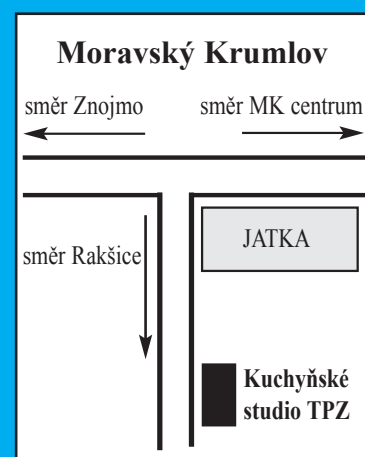 Moravský Krumlov
směr Znojmo
směr MK centrum
JATKA
směr Rakšice
Kuchyňské
studio TPZ